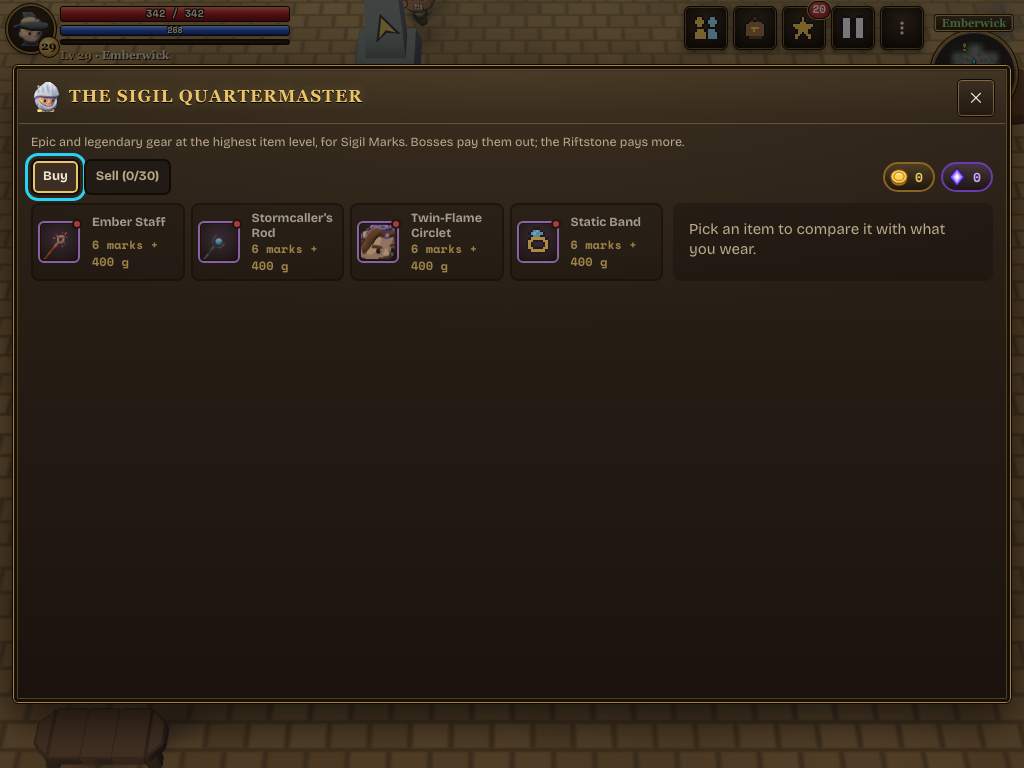 342 / 342
268
29
Lv 29 · Emberwick
20
Emberwick
THE SIGIL QUARTERMASTER
Epic and legendary gear at the highest item level, for Sigil Marks. Bosses pay them out; the Riftstone pays more.
Buy
Sell (0/30)
0
0
Ember Staff
6 marks +
400 g
Stormcaller's
Rod
6 marks +
400 g
Twin-Flame
Circlet
6 marks +
400 g
Static Band
6 marks +
400 g
Pick an item to compare it with what
you wear.